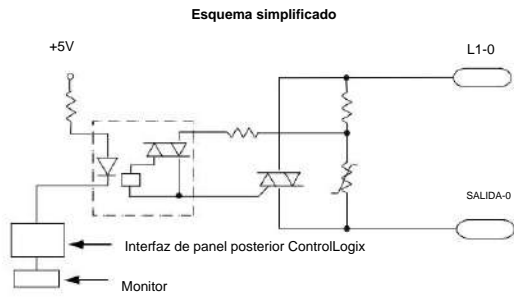 Esquema simplificado
+5V
L1-0
SALIDA-0
Interfaz de panel posterior ControlLogix
Monitor